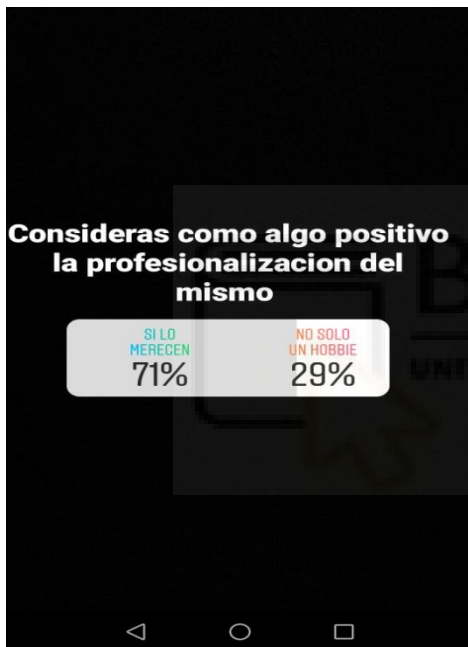 Consideras como algo positivo
la profesionalizacion del
mismo
SI LO
MERECEN
71%
NO SOLO
UN HOBBIE
29%